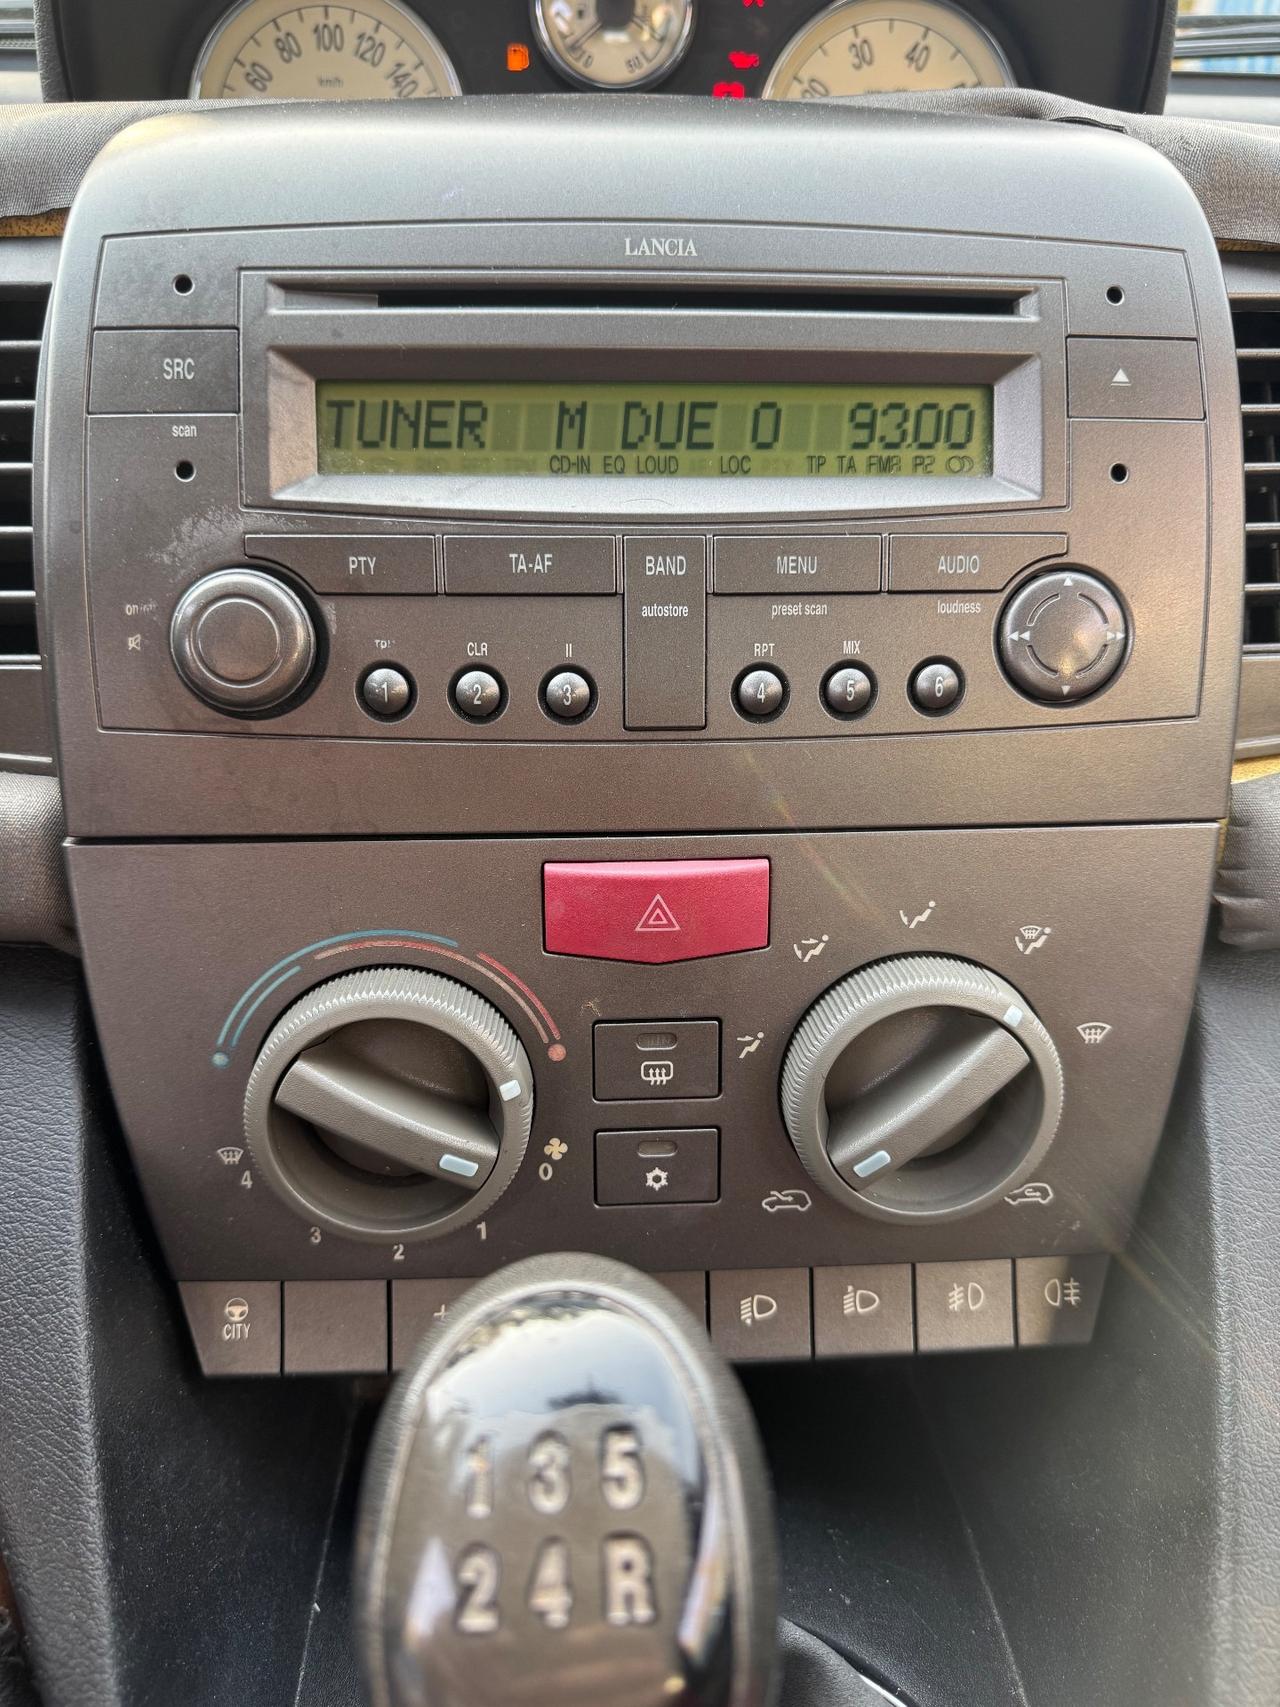 60 80 100 120 140
km/h
30 40
LANCIA
SRC
scan
TUNER M DUE 0 93.00
CD-IN EQ LOUD LOC TP TA
PTY TA-AF BAND MENU AUDIO
autostore preset scan loudness
CLR II RPT MIX
1 2 3 4 5 6
4 0
3 2 1
CITY
1 3 5
2 4 R